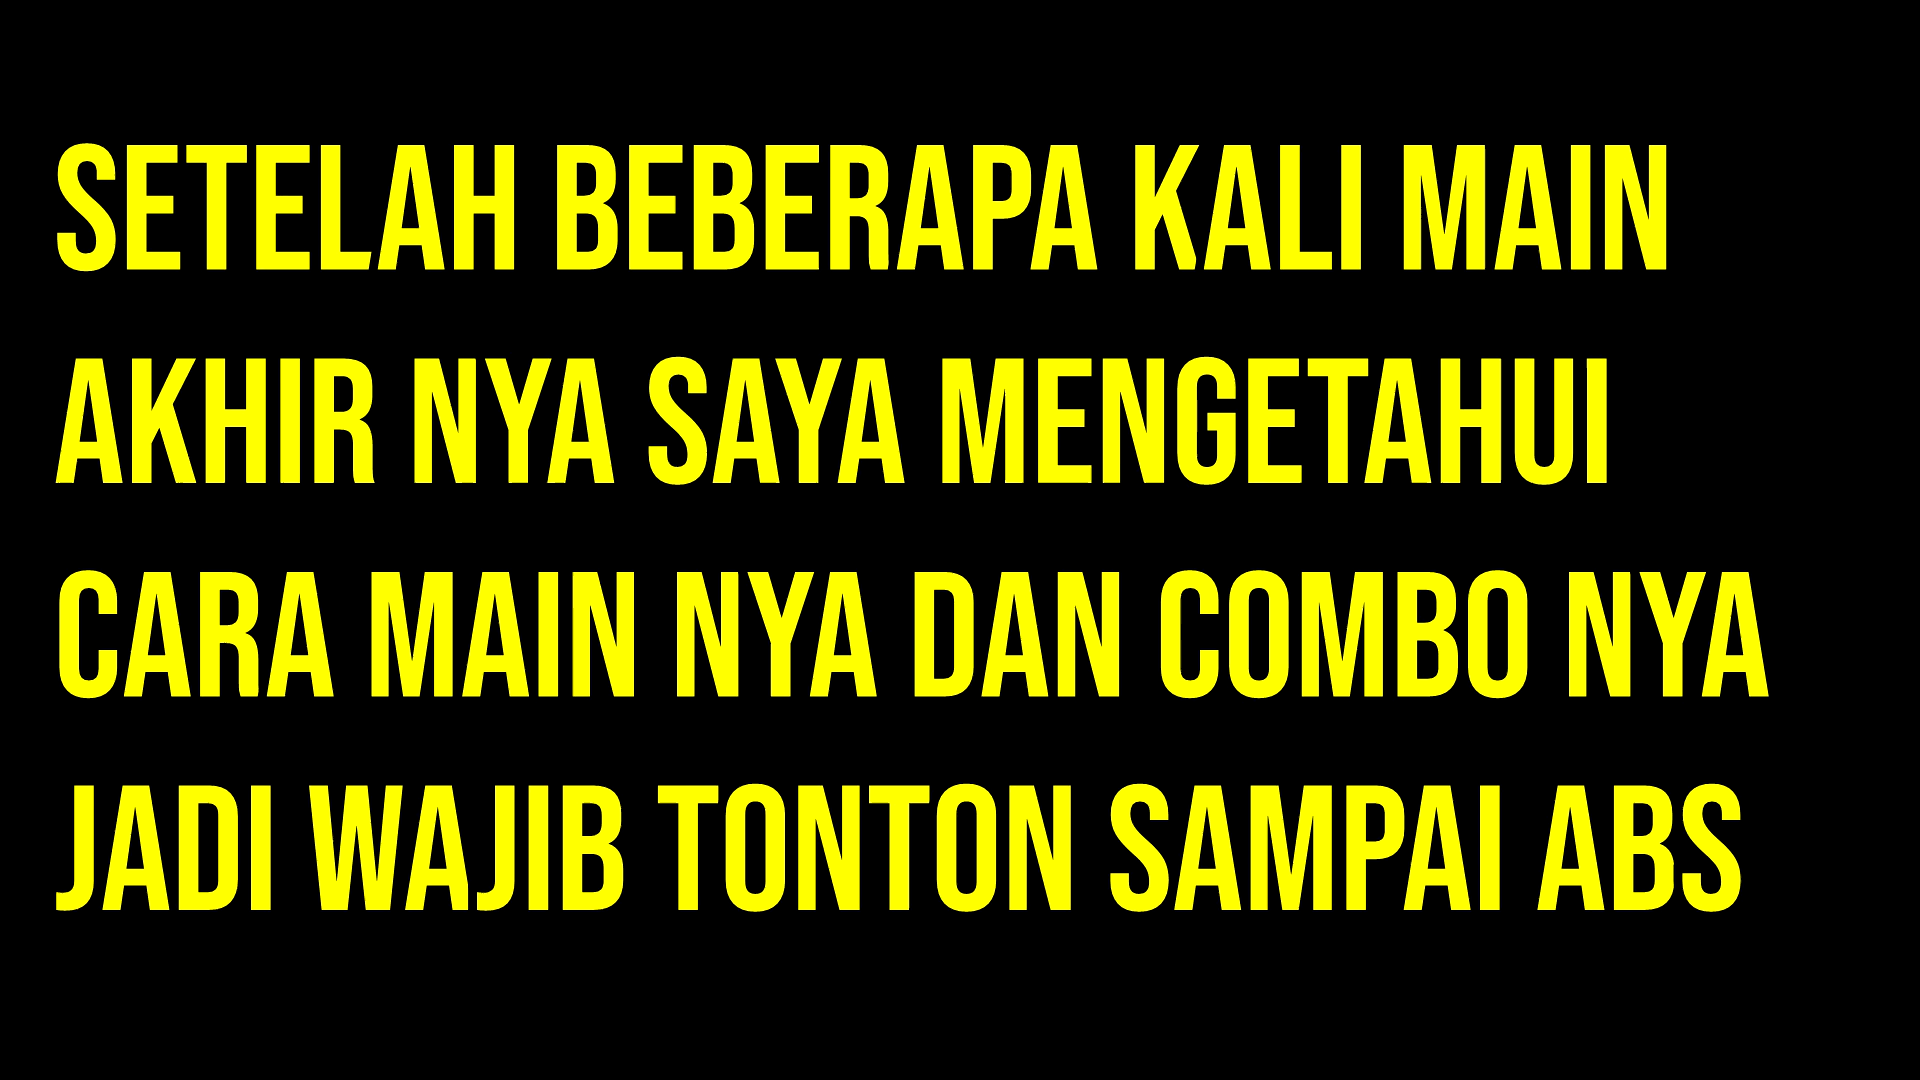 SETELAH BEBERAPA KALI MAIN
AKHIR NYA SAYA MENGETAHUI
CARA MAIN NYA DAN COMBO NYA
JADI WAJIB TONTON SAMPAI ABS